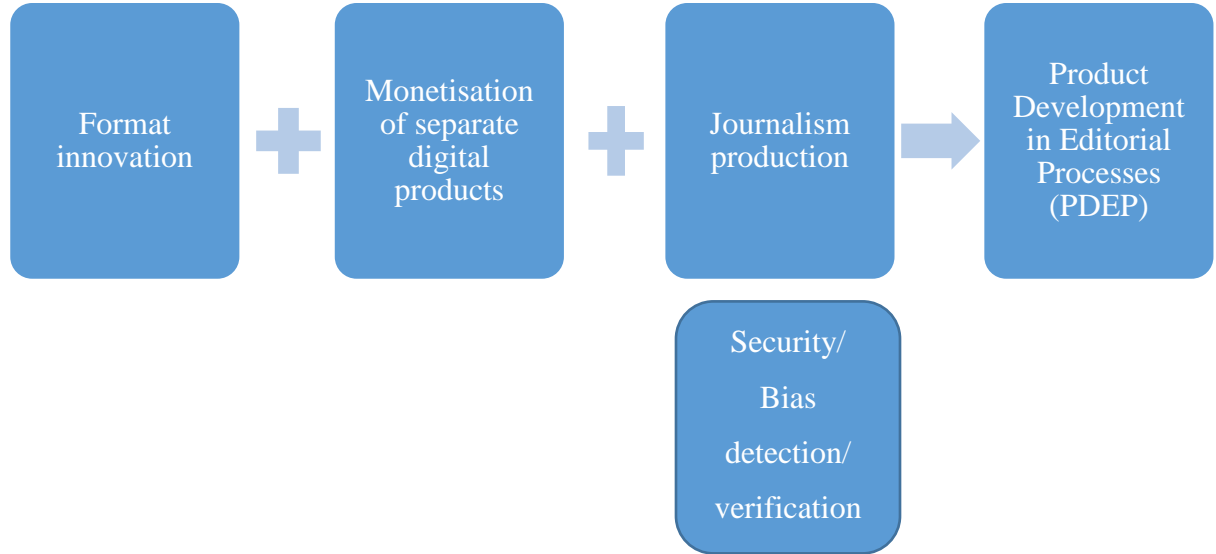 Format
innovation
Monetisation
of separate
digital
products
Journalism
production
Product
Development
in Editorial
Processes
(PDEP)
Security/
Bias
detection/
verification